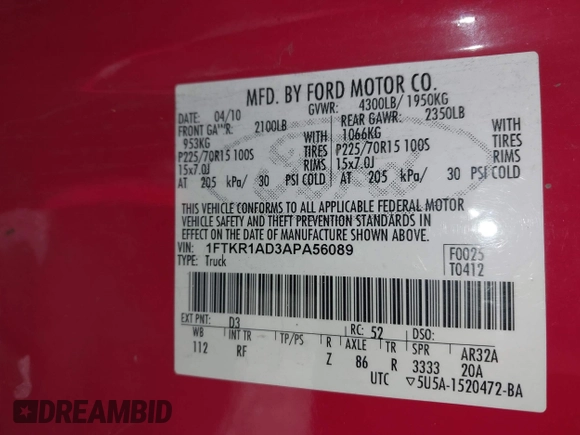 MFD. BY FORD MOTOR CO.
DATE: 04/10 GVWR: 4300LB/ 1950KG
FRONT GAWR: 2100LB REAR GAWR: 2350LB
953KG WITH 1066KG WITH
P225/70R15 100S TIRES P225/70R15 100S TIRES
15x7.0J RIMS 15x7.0J RIMS
AT 205 kPa/ 30 PSI COLD AT 205 kPa/ 30 PSI COLD
THIS VEHICLE CONFORMS TO ALL APPLICABLE FEDERAL MOTOR
VEHICLE SAFETY AND THEFT PREVENTION STANDARDS IN
EFFECT ON THE DATE OF MANUFACTURE SHOWN ABOVE.
VIN: 1FTKR1AD3APA56089 F0025
TYPE: Truck T0412
Ford
EXT PNT: D3 RC: 52 DSO:
WB INT TR TP/PS R AXLE TR SPR AR32A
112 RF Z 86 R 3333 20A
UTC ▽5U5A-1520472-BA
DREAMBID